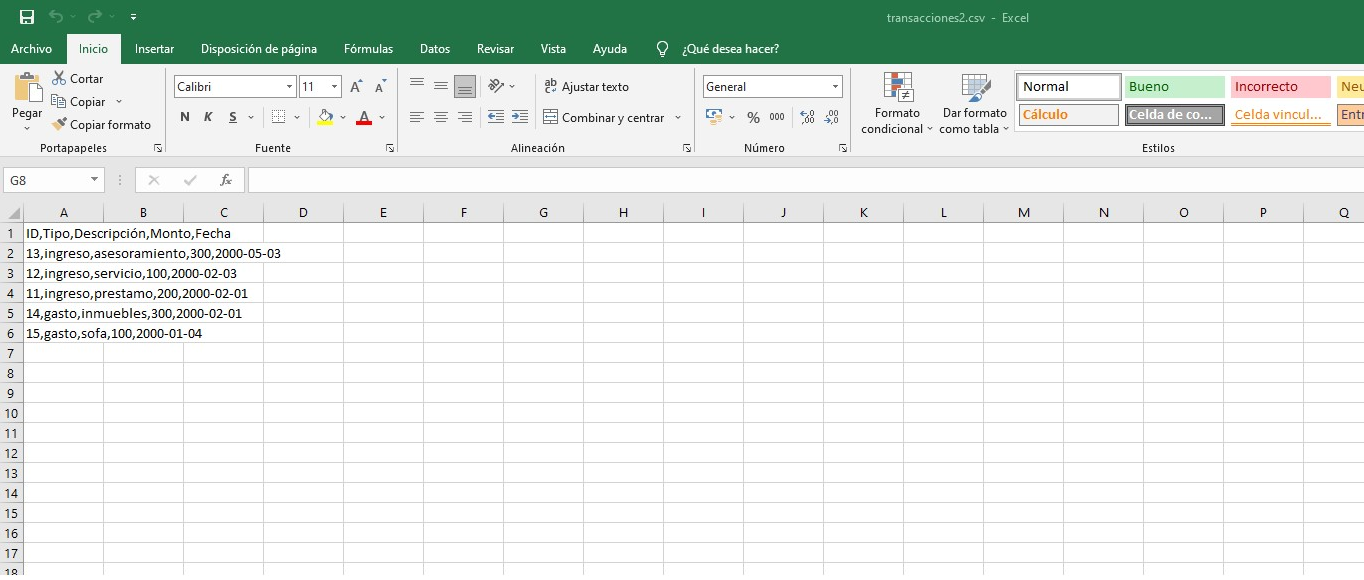 transacciones2.csv - Excel
Archivo Inicio Insertar Disposición de página Fórmulas Datos Revisar Vista Ayuda ¿Qué desea hacer?
Pegar
Cortar
Copiar
Copiar formato
Portapapeles
Calibri 11
N K S
Fuente
Ajustar texto
Combinar y centrar
Alineación
General
% 000
Número
Formato condicional
Dar formato como tabla
Normal Bueno Incorrecto Neu
Cálculo Celda de co... Celda vincul... Entr
Estilos
G8 fx
A B C D E F G H I J K L M N O P Q
1 ID,Tipo,Descripción,Monto,Fecha
2 13,ingreso,asesoramiento,300,2000-05-03
3 12,ingreso,servicio,100,2000-02-03
4 11,ingreso,prestamo,200,2000-02-01
5 14,gasto,inmuebles,300,2000-02-01
6 15,gasto,sofa,100,2000-01-04
7
8
9
10
11
12
13
14
15
16
17
18